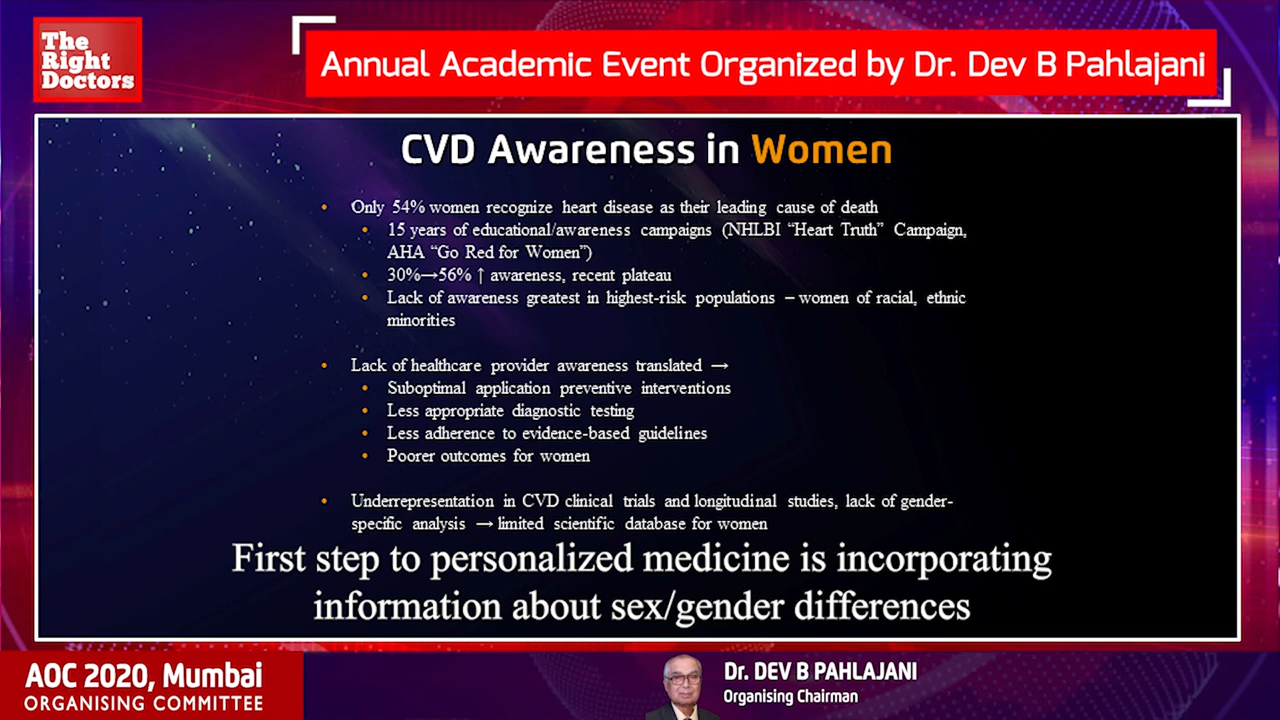 The
Right
Doctors
Annual Academic Event Organized by Dr. Dev B Pahlajani
CVD Awareness in Women
• Only 54% women recognize heart disease as their leading cause of death
• 15 years of educational/awareness campaigns (NHLBI “Heart Truth” Campaign,
AHA “Go Red for Women”)
• 30%→56% ↑ awareness, recent plateau
• Lack of awareness greatest in highest-risk populations – women of racial, ethnic
minorities
• Lack of healthcare provider awareness translated →
• Suboptimal application preventive interventions
• Less appropriate diagnostic testing
• Less adherence to evidence-based guidelines
• Poorer outcomes for women
• Underrepresentation in CVD clinical trials and longitudinal studies, lack of gender-
specific analysis → limited scientific database for women
First step to personalized medicine is incorporating
information about sex/gender differences
AOC 2020, Mumbai
ORGANISING COMMITTEE
Dr. DEV B PAHLAJANI
Organising Chairman